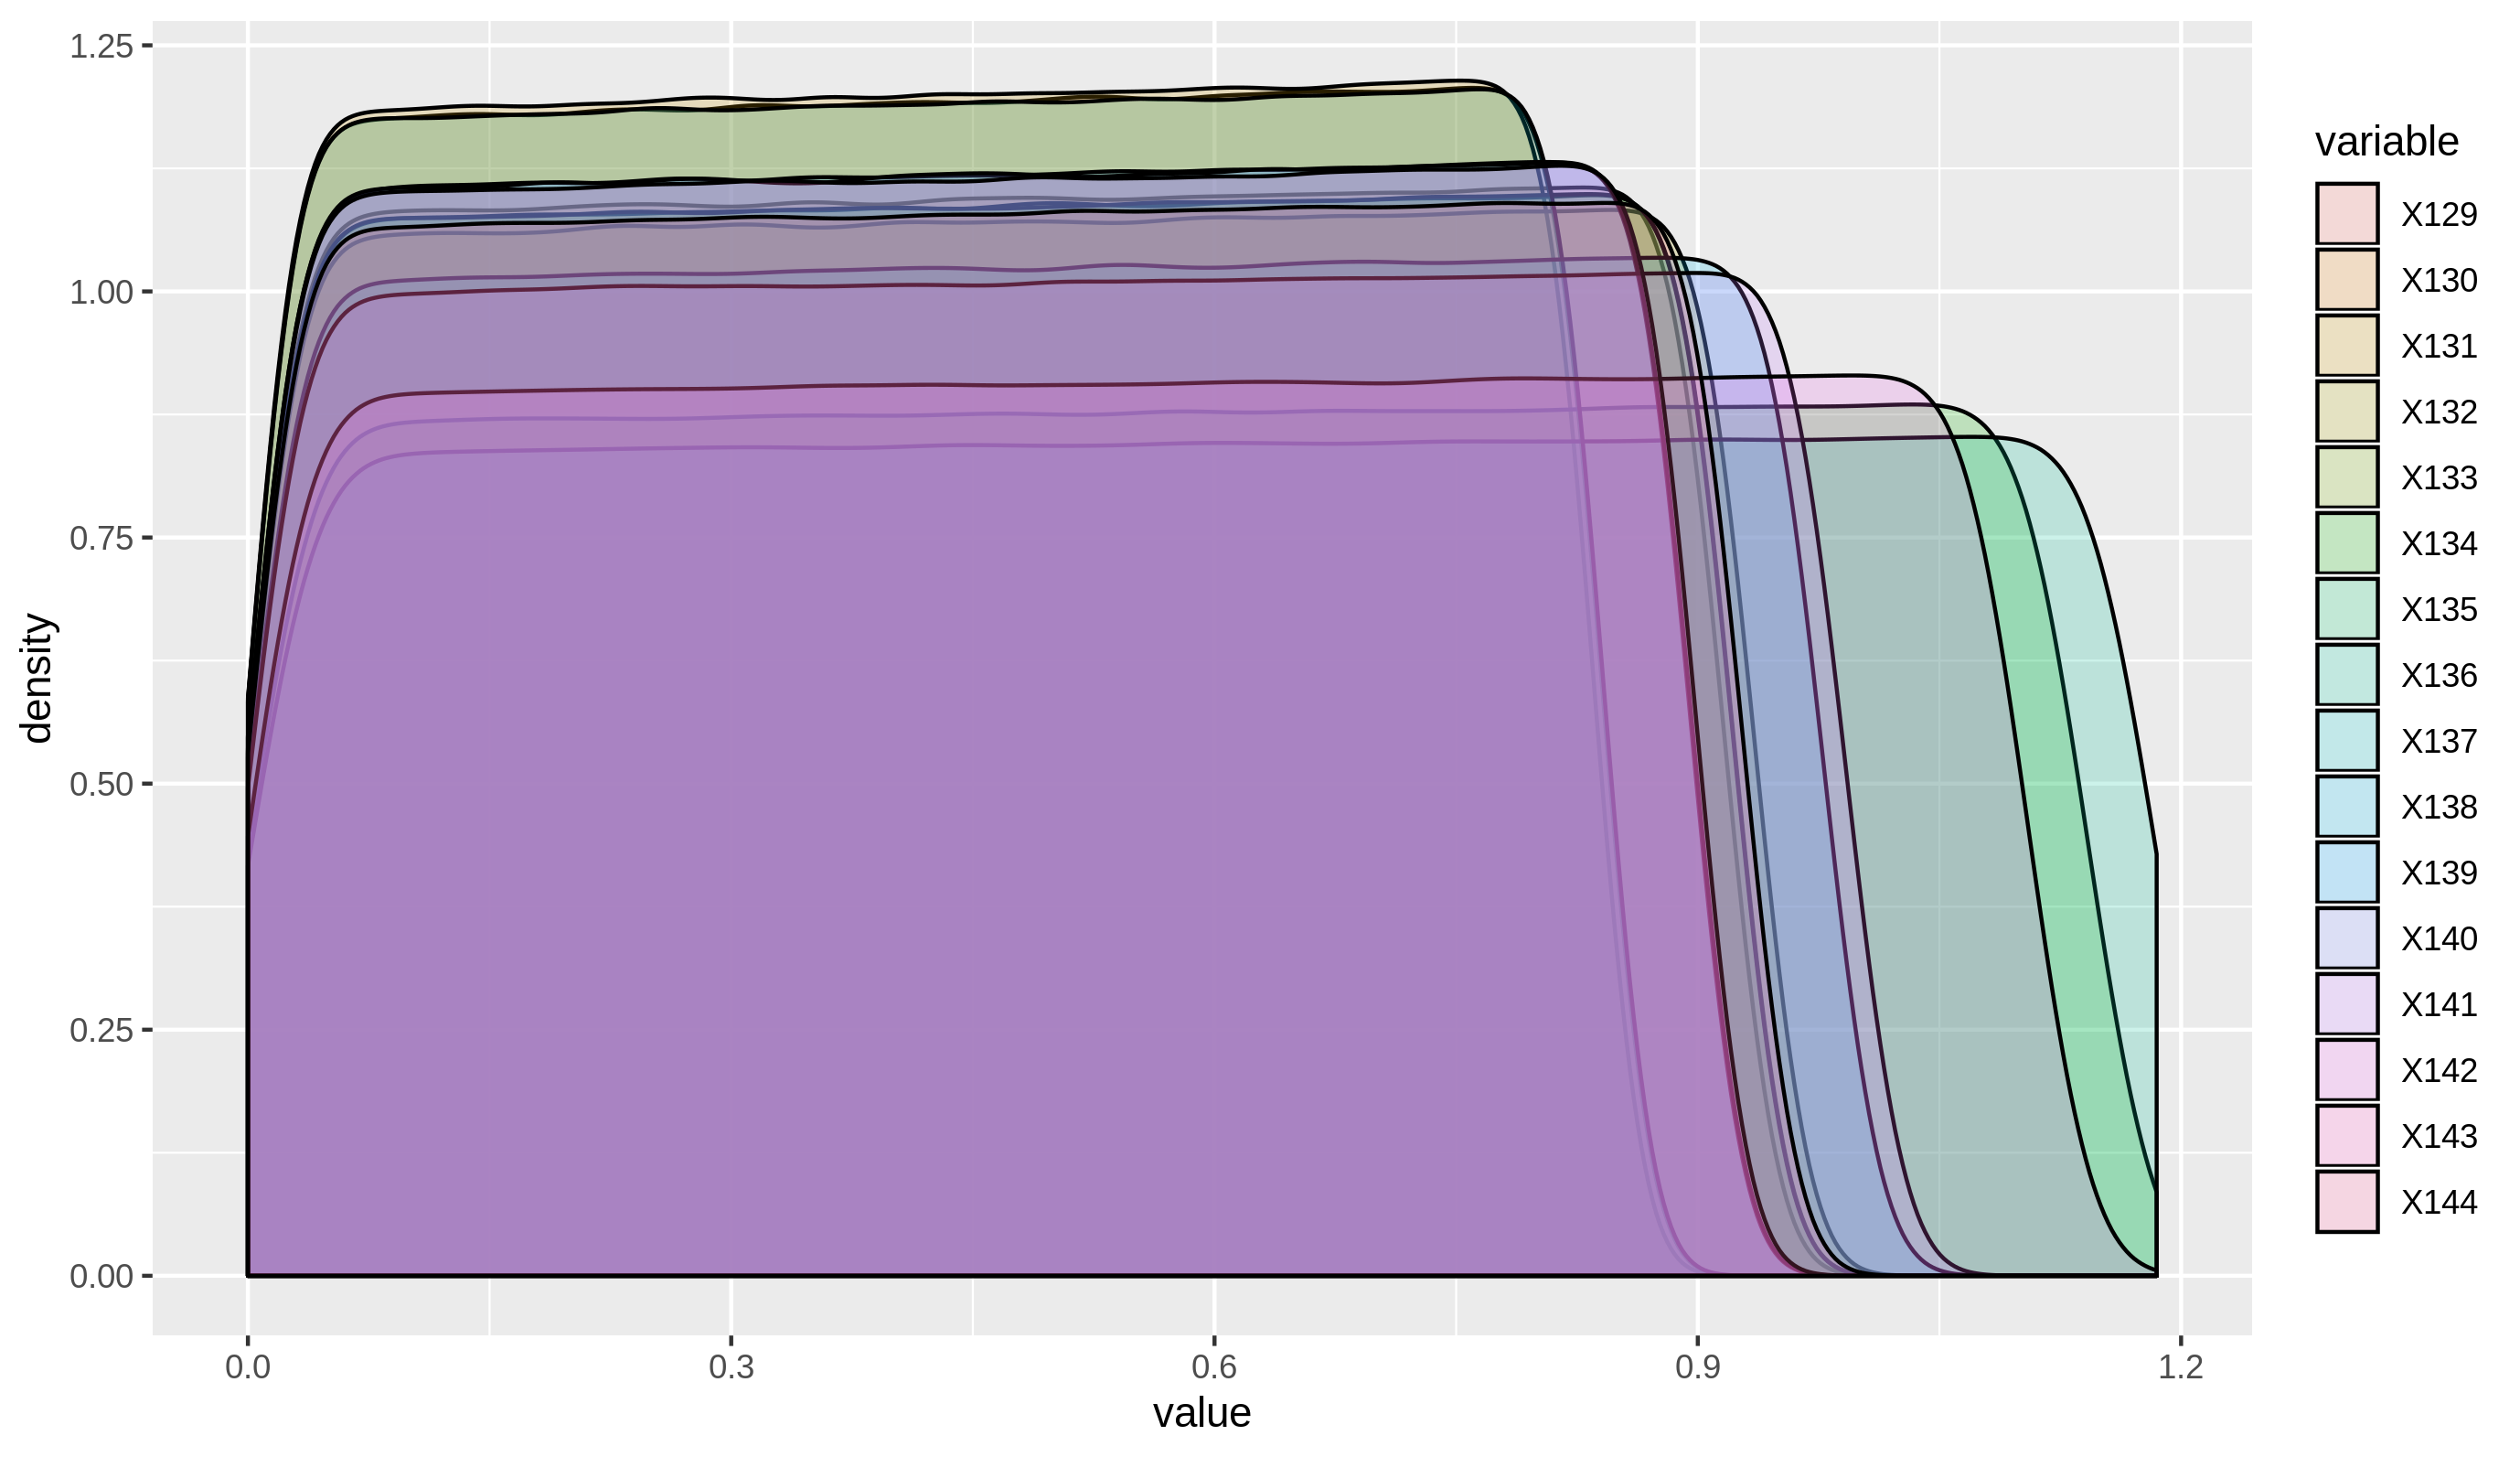 1.25
1.00
0.75
0.50
0.25
0.00
density
0.0 0.3 0.6 0.9 1.2
value
variable
X129
X130
X131
X132
X133
X134
X135
X136
X137
X138
X139
X140
X141
X142
X143
X144